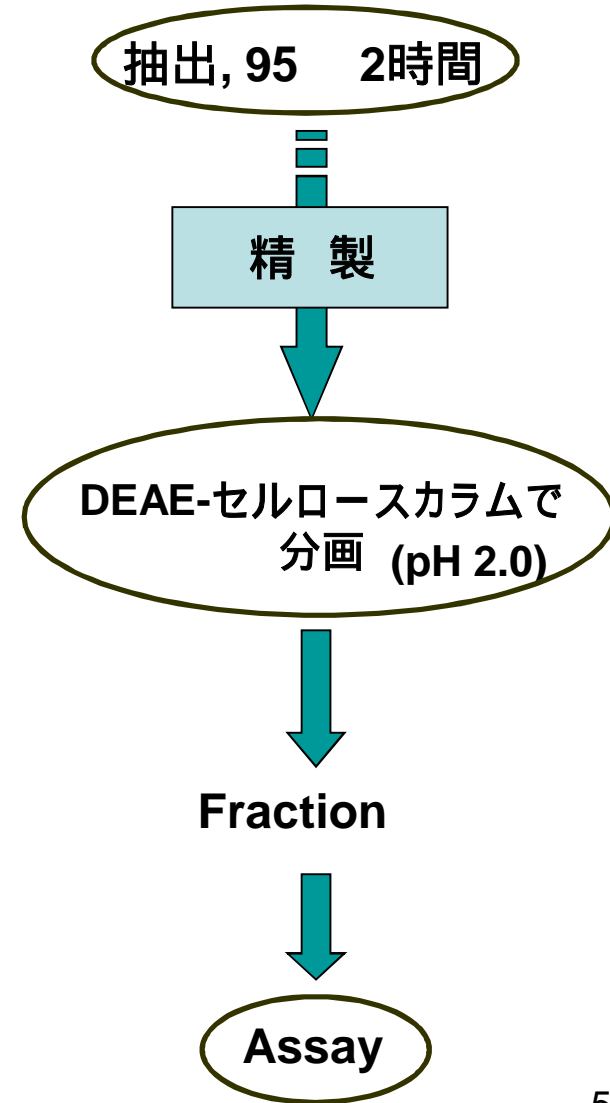 抽出, 95 2時間
精 製
DEAE-セルロースカラムで
分画 (pH 2.0)
Fraction
Assay
5